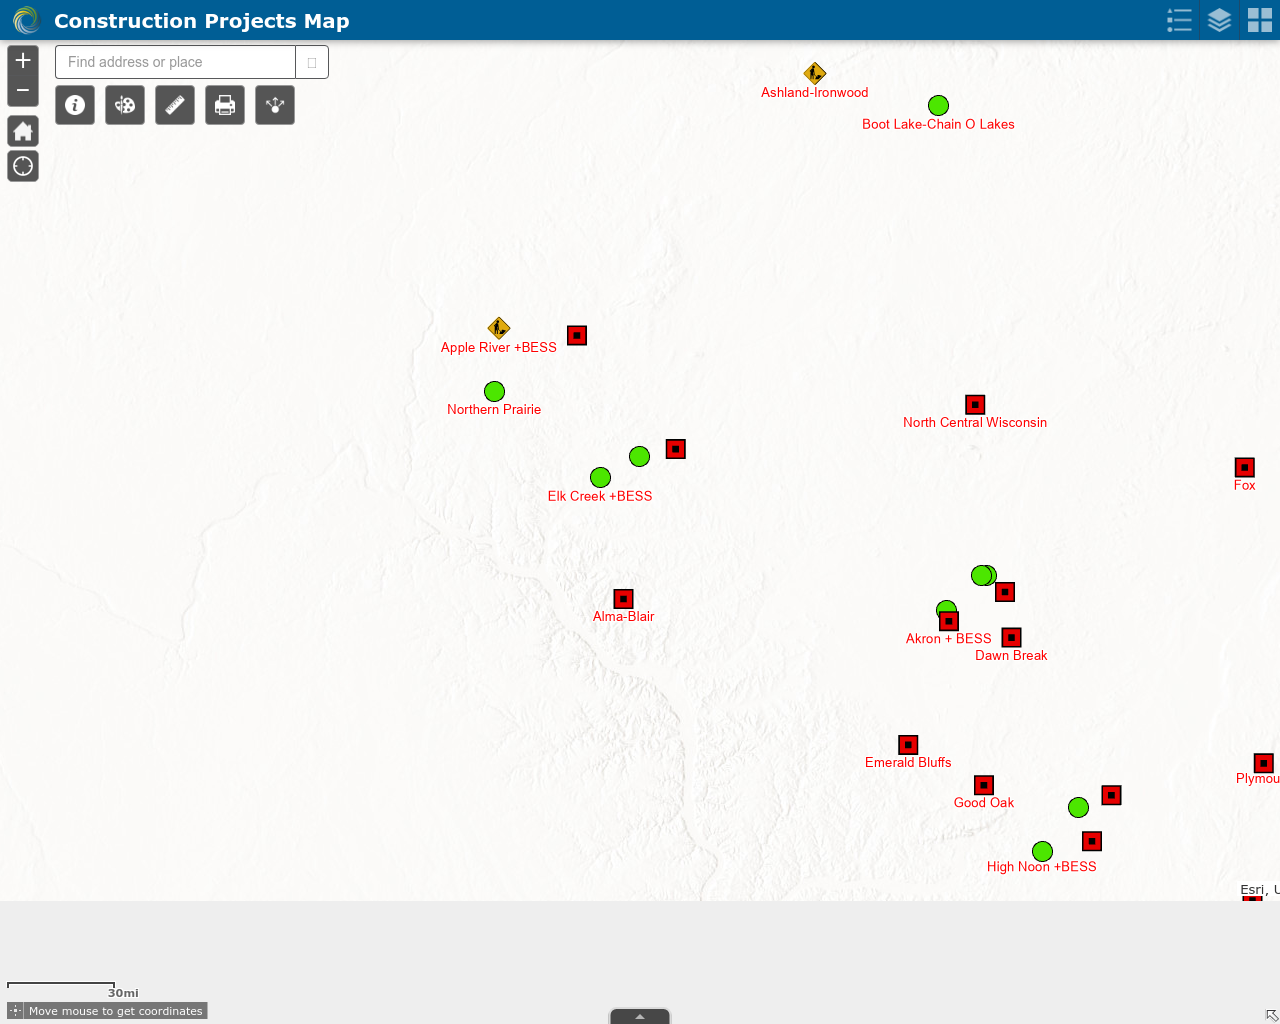 Construction Projects Map
Find address or place
Ashland-Ironwood
Boot Lake-Chain O Lakes
Apple River +BESS
Northern Prairie
North Central Wisconsin
Fox
Elk Creek +BESS
Alma-Blair
Akron + BESS
Dawn Break
Emerald Bluffs
Plymou
Good Oak
High Noon +BESS
Esri, U
30mi
Move mouse to get coordinates